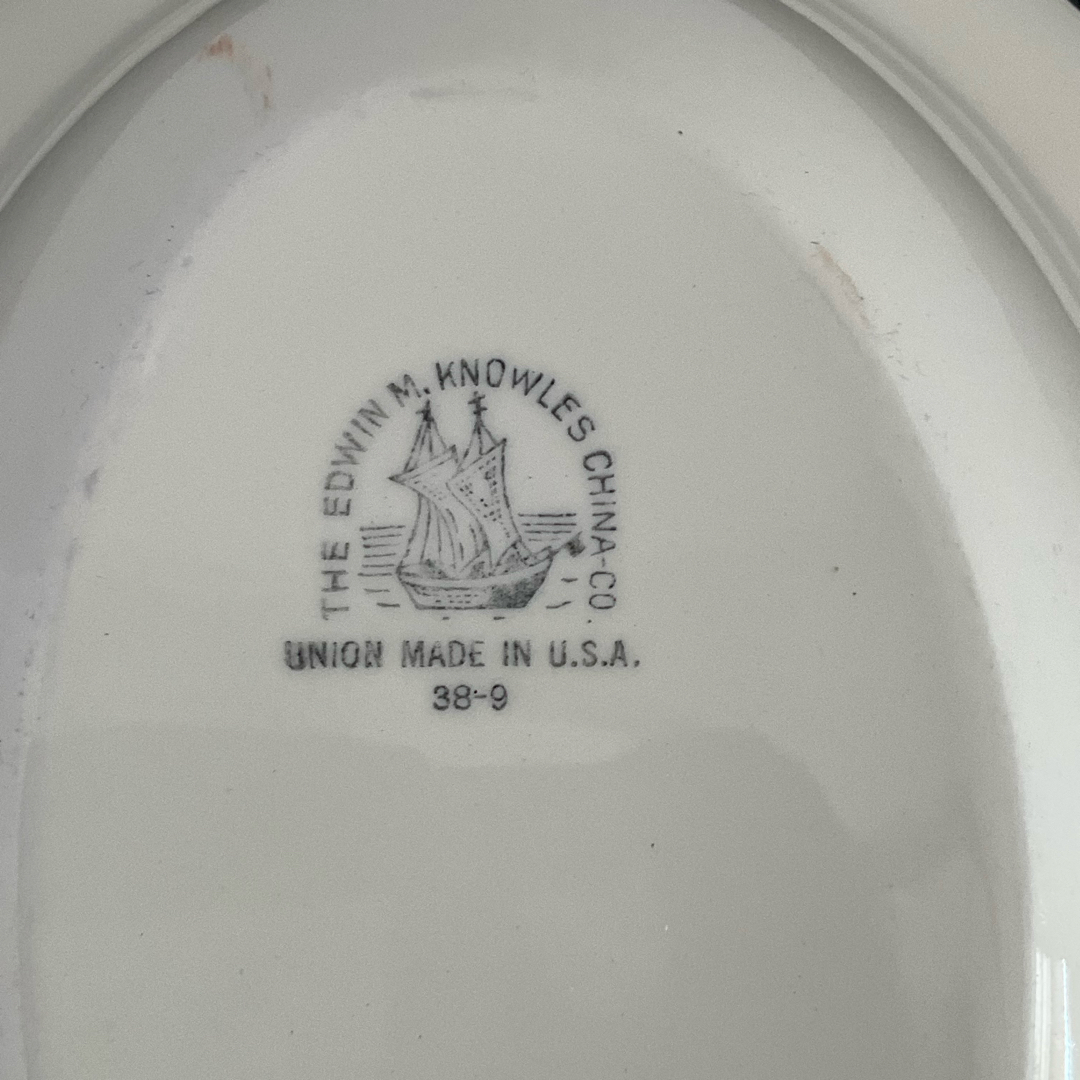 THE EDWIN M. KNOWLES CHINA-CO.
UNION MADE IN U.S.A.
38-9